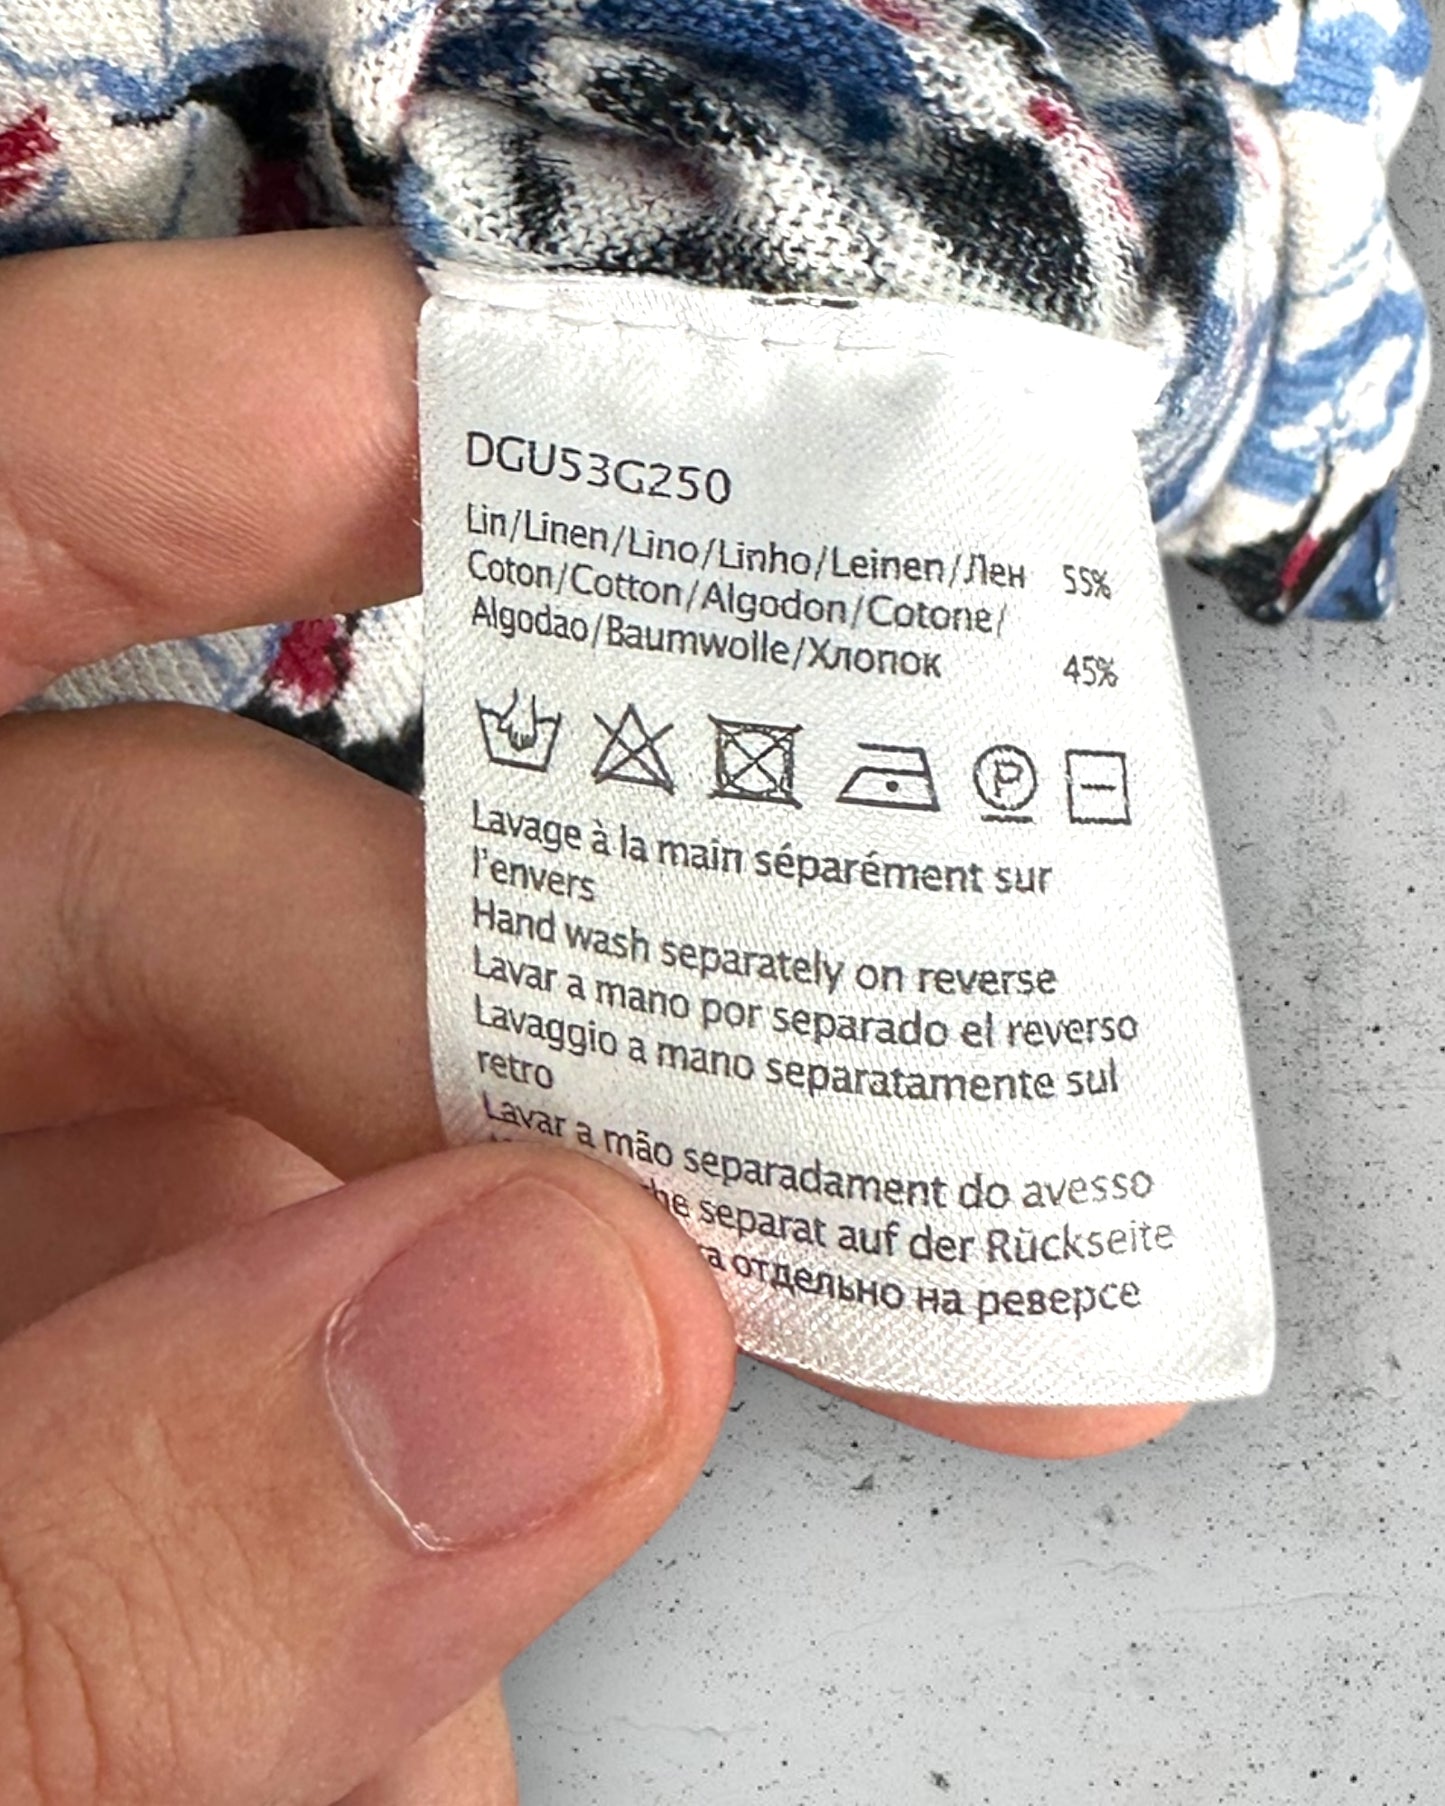 DGU53G250
Lin/Linen/Lino/Linho/Leinen/Лен 55%
Coton/Cotton/Algodon/Cotone/
Algodao/Baumwolle/Хлопок 45%
P
Lavage à la main séparément sur
l'envers
Hand wash separately on reverse
Lavar a mano por separado el reverso
Lavaggio a mano separatamente sul
retro
Lavar a mão separadament do avesso
separat auf der Rückseite
отдельно на реверсе